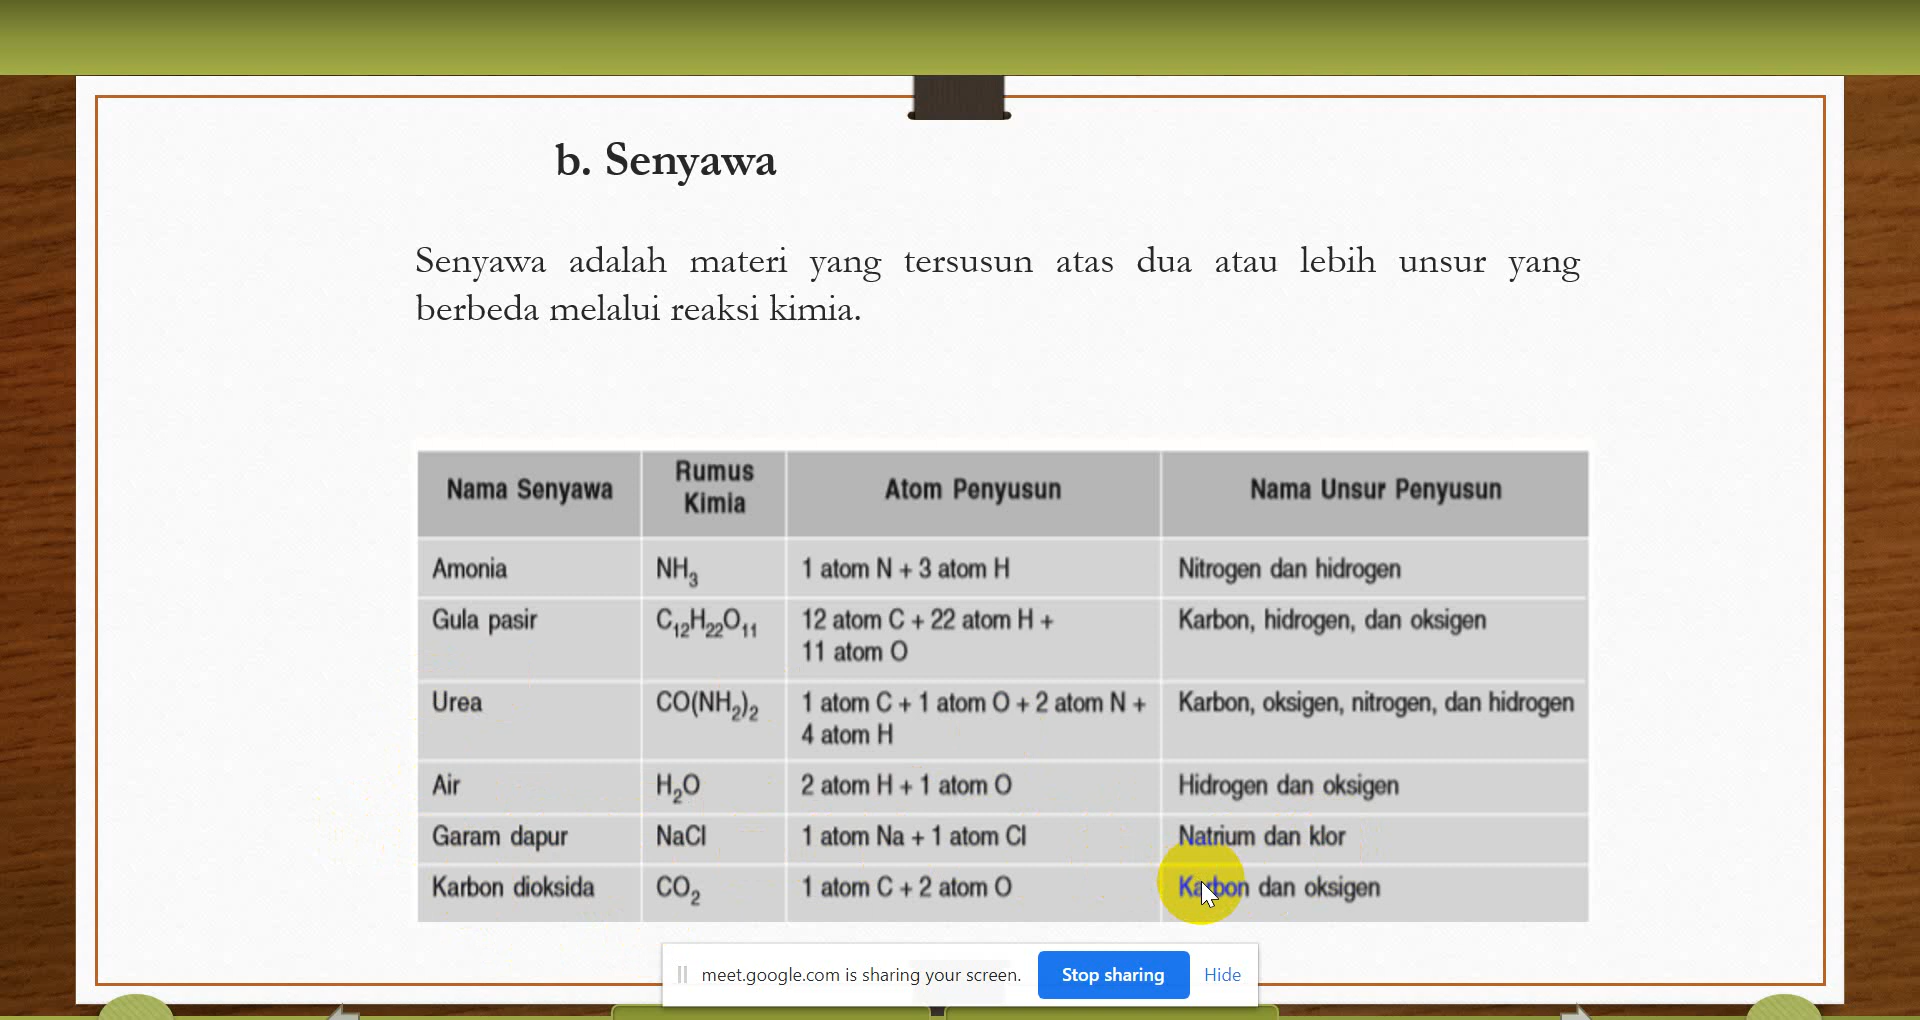 b. Senyawa
Senyawa adalah materi yang tersusun atas dua atau lebih unsur yang
berbeda melalui reaksi kimia.
Nama Senyawa Rumus Kimia Atom Penyusun Nama Unsur Penyusun
Amonia NH₃ 1 atom N + 3 atom H Nitrogen dan hidrogen
Gula pasir C₁₂H₂₂O₁₁ 12 atom C + 22 atom H + Karbon, hidrogen, dan oksigen
11 atom O
Urea CO(NH₂)₂ 1 atom C + 1 atom O + 2 atom N + Karbon, oksigen, nitrogen, dan hidrogen
4 atom H
Air H₂O 2 atom H + 1 atom O Hidrogen dan oksigen
Garam dapur NaCl 1 atom Na + 1 atom Cl Natrium dan klor
Karbon dioksida CO₂ 1 atom C + 2 atom O Karbon dan oksigen
meet.google.com is sharing your screen. Stop sharing Hide